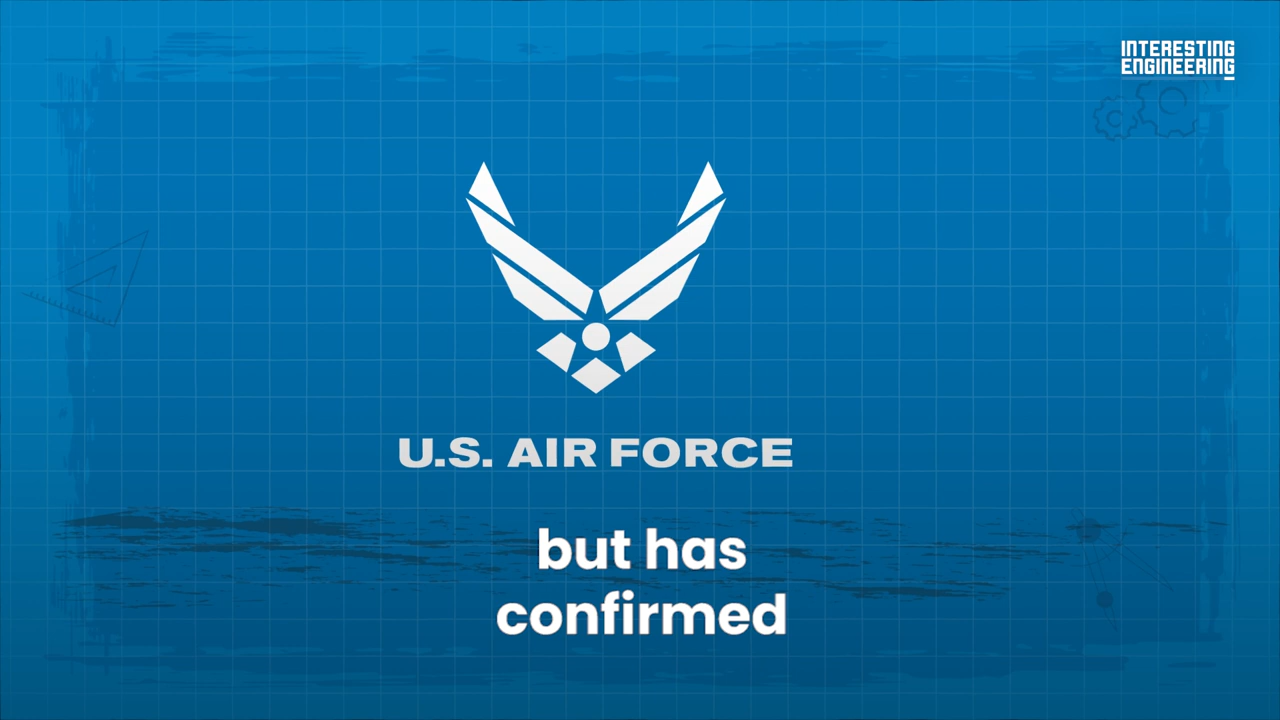 INTERESTING
ENGINEERING
U.S. AIR FORCE
but has
confirmed